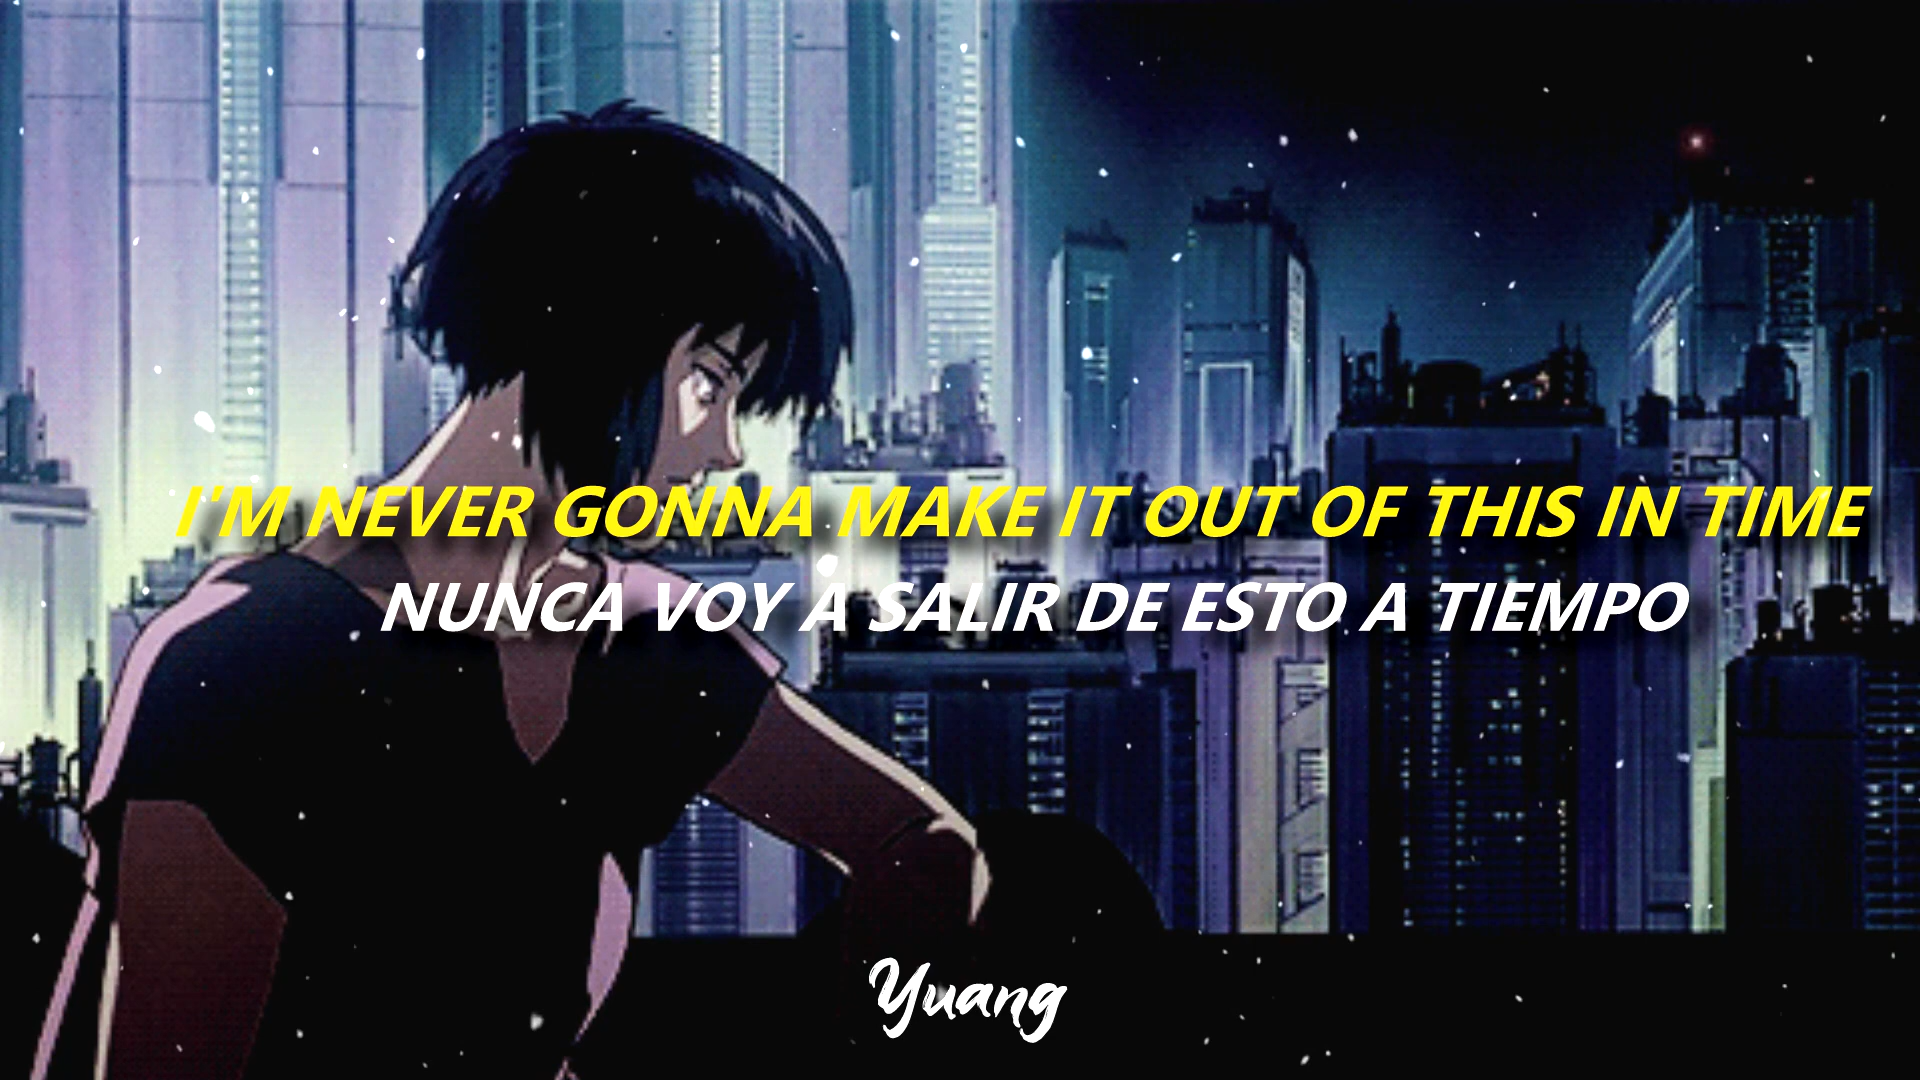 I'M NEVER GONNA MAKE IT OUT OF THIS IN TIME
NUNCA VOY A SALIR DE ESTO A TIEMPO
Yuang